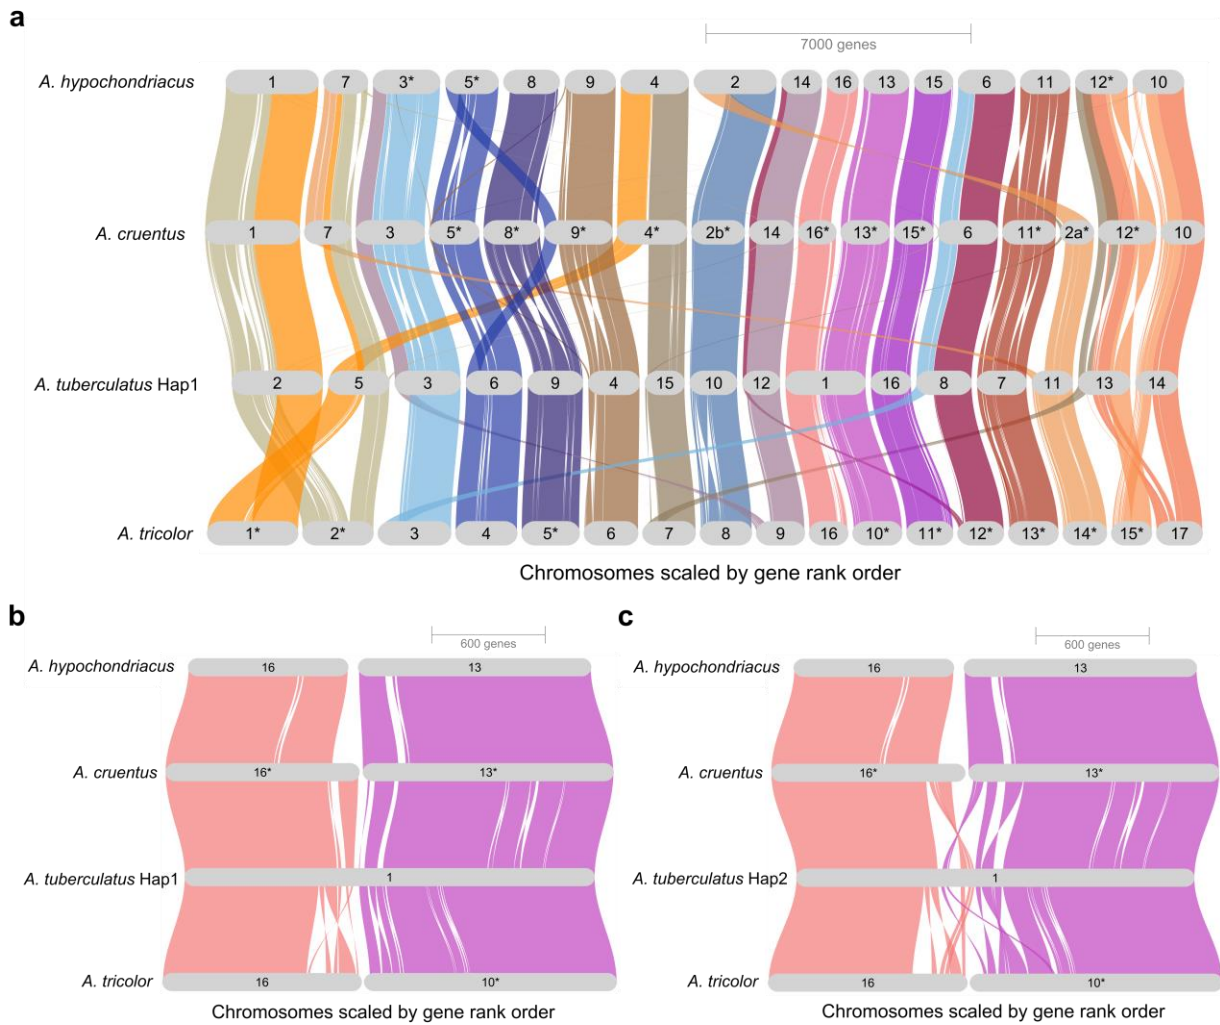 a
7000 genes
A. hypochondriacus 1 7 3* 5* 8 9 4 2 14 16 13 15 6 11 12* 10
A. cruentus 1 7 3 5* 8* 9* 4* 2b* 14 16* 13* 15* 6 11* 2a* 12* 10
A. tuberculatus Hap1 2 5 3 6 9 4 15 10 12 1 16 8 7 11 13 14
A. tricolor 1* 2* 3 4 5* 6 7 8 9 16 10* 11* 12* 13* 14* 15* 17
Chromosomes scaled by gene rank order
b
600 genes
A. hypochondriacus 16 13
A. cruentus 16* 13*
A. tuberculatus Hap1 1
A. tricolor 16 10*
Chromosomes scaled by gene rank order
c
600 genes
A. hypochondriacus 16 13
A. cruentus 16* 13*
A. tuberculatus Hap2 1
A. tricolor 16 10*
Chromosomes scaled by gene rank order